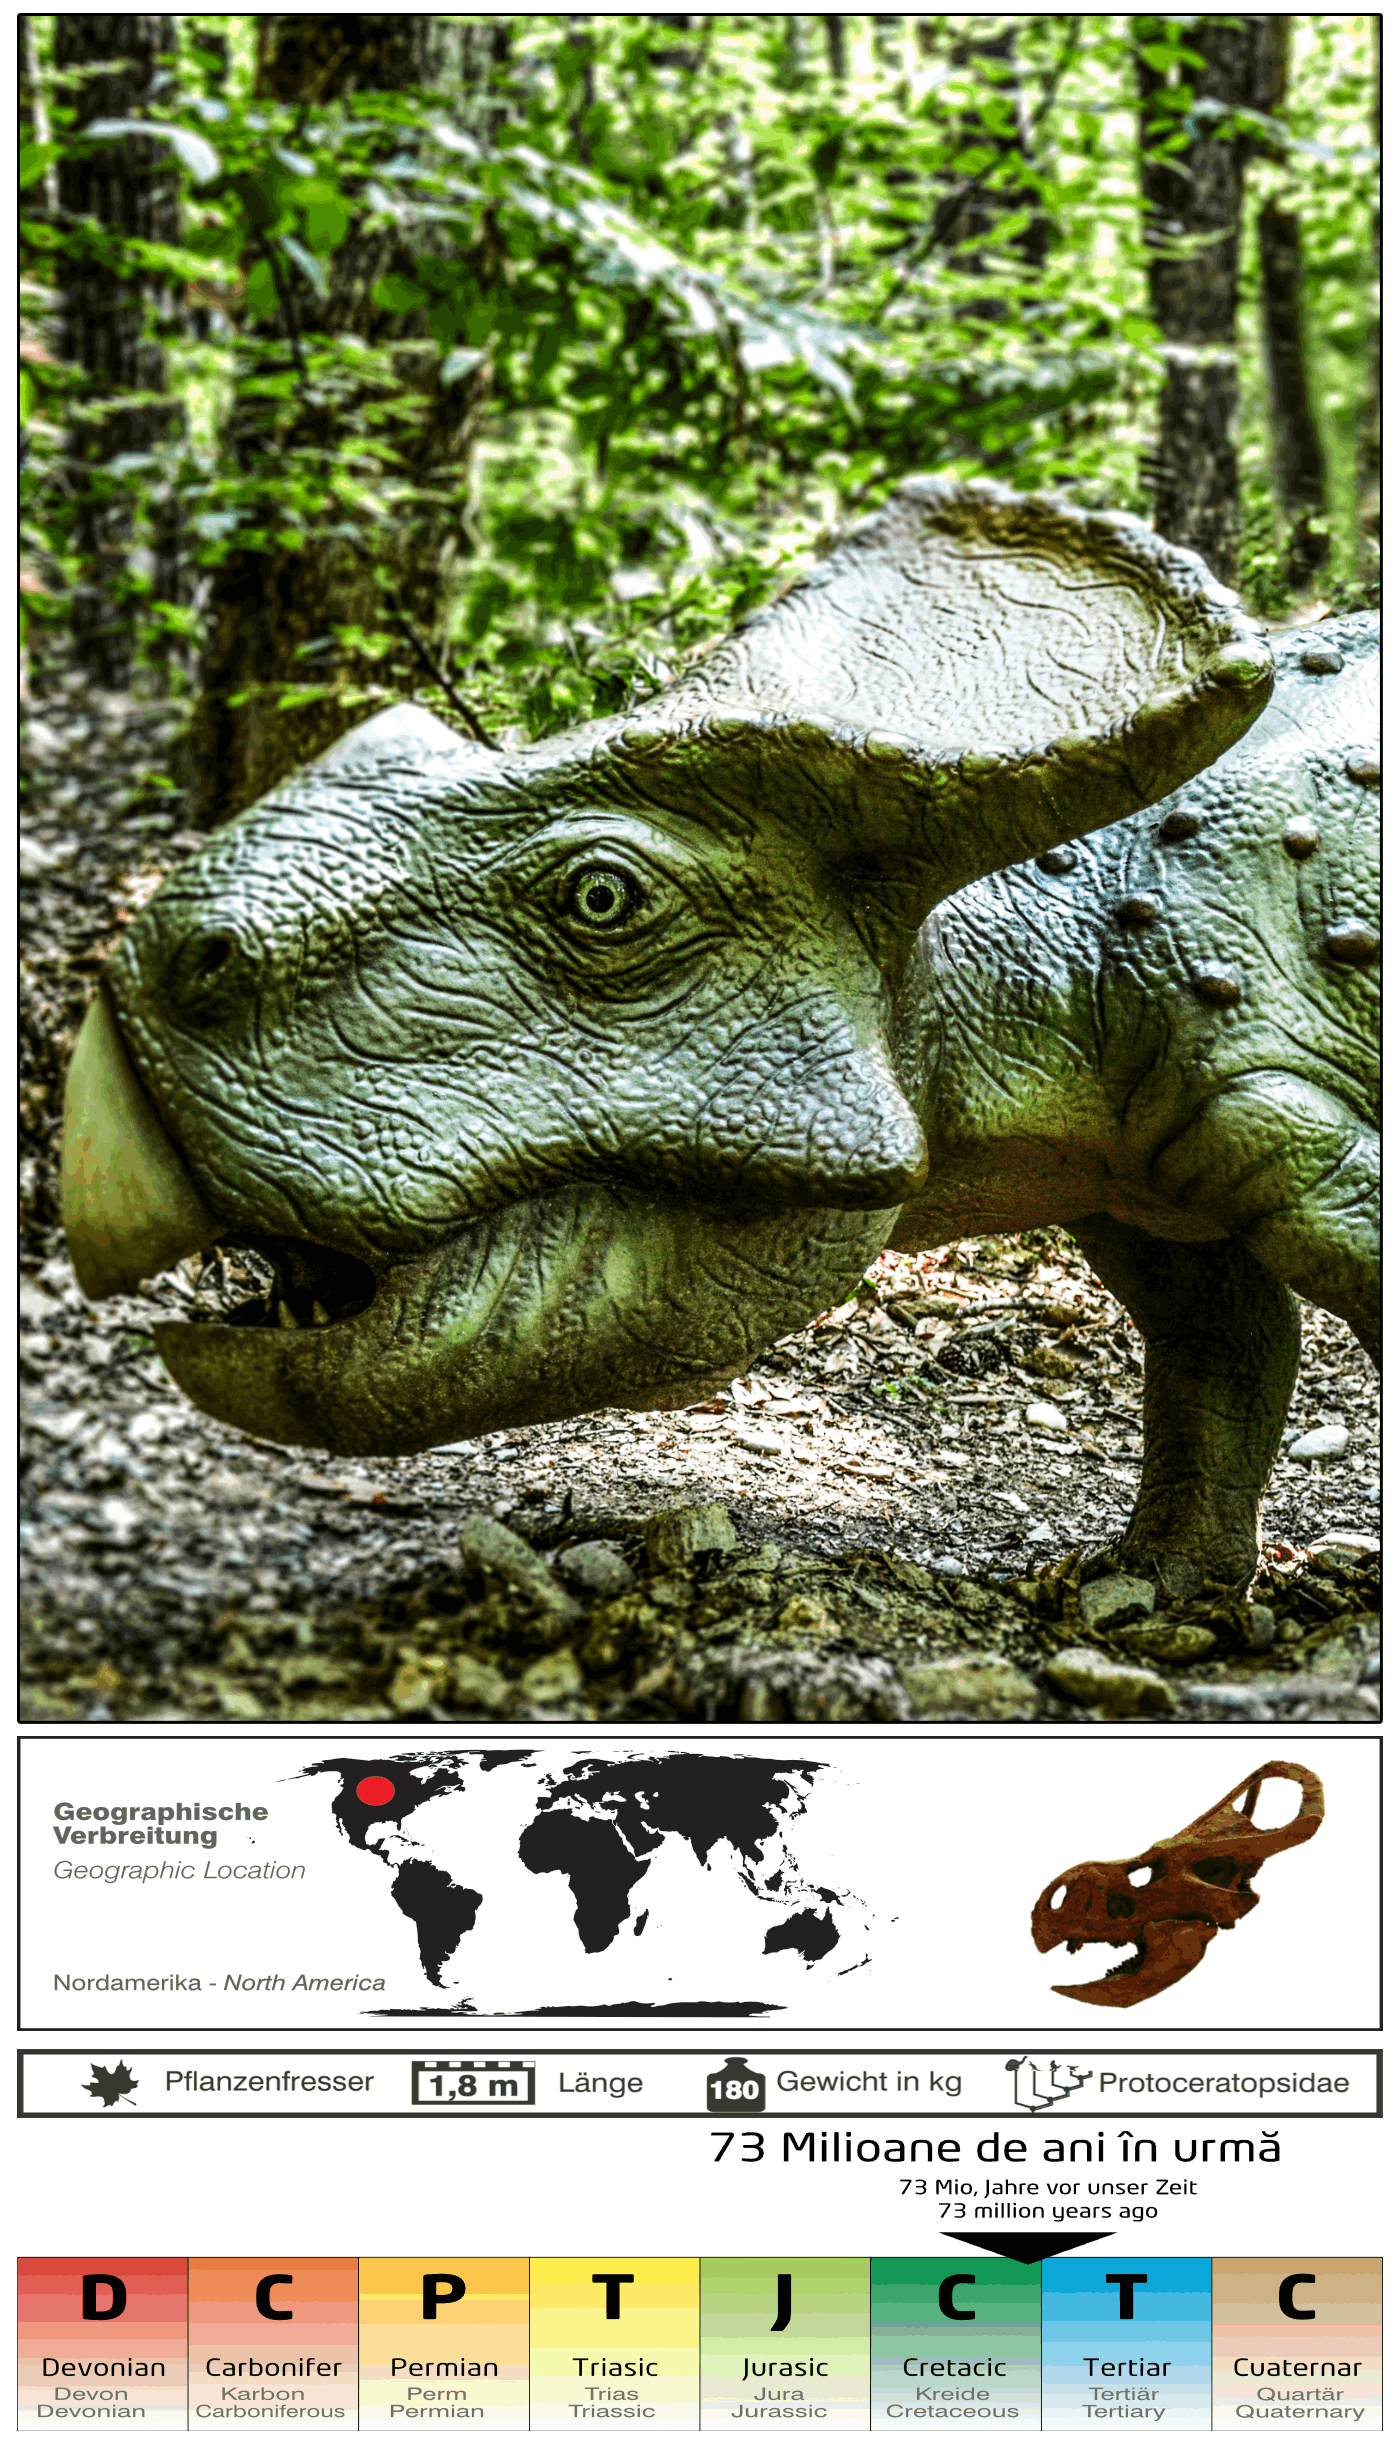 Geographische
Verbreitung
Geographic Location
Nordamerika - North America
Pflanzenfresser
1,8 m
Länge
180
Gewicht in kg
Protoceratopsidae
73 Milioane de ani în urmă
73 Mio, Jahre vor unser Zeit
73 million years ago
D C P T J C T C
Devonian Carbonifer Permian Triasic Jurasic Cretacic Tertiar Cuaternar
Devon Karbon Perm Trias Jura Kreide Tertiär Quartär
Devonian Carboniferous Permian Triassic Jurassic Cretaceous Tertiary Quaternary